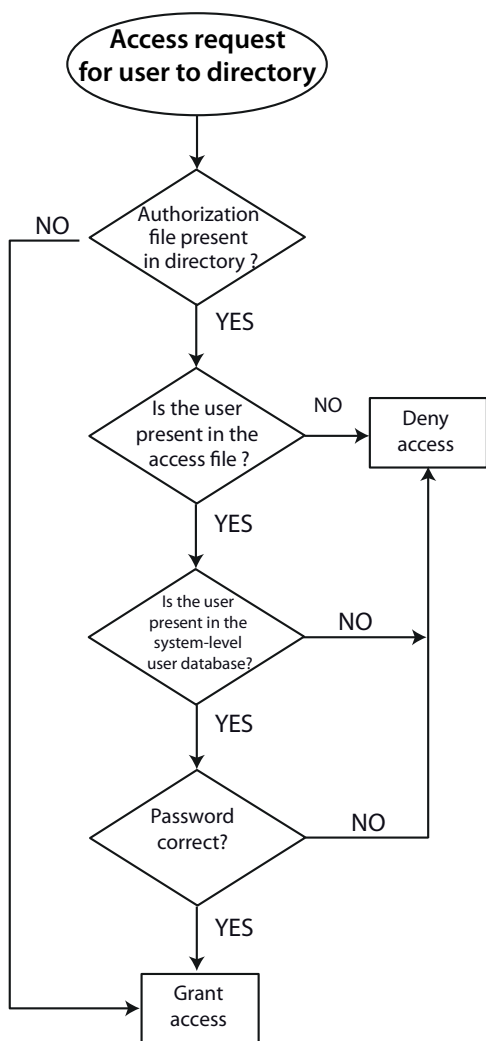 Access request
for user to directory
NO
Authorization
file present
in directory ?
YES
Is the user
present in the
access file ?
NO
Deny
access
YES
Is the user
present in the
system-level
user database?
NO
YES
Password
correct?
NO
YES
Grant
access